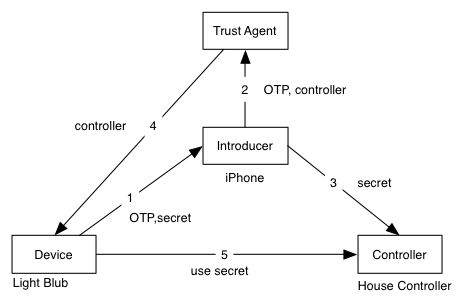 Trust Agent
2 OTP, controller
controller 4
Introducer
iPhone
3 secret
1
OTP,secret
Device
5
Controller
use secret
Light Blub
House Controller